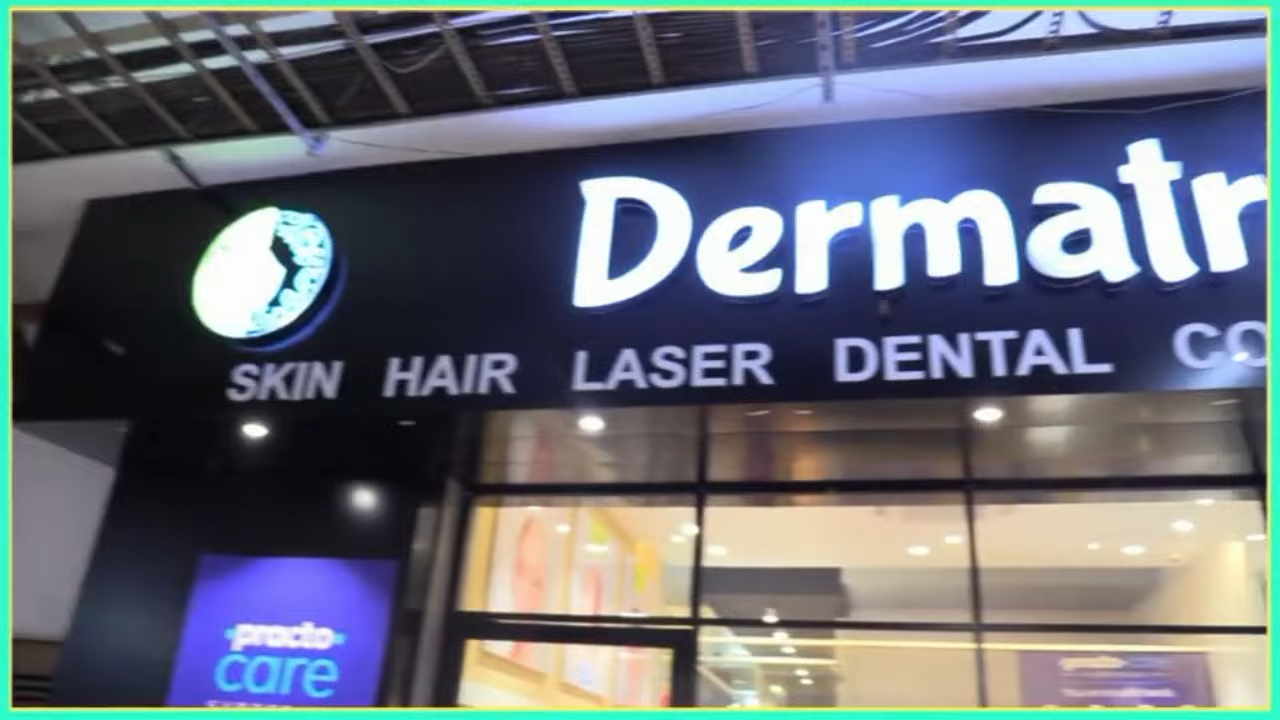 Dermatr
SKIN HAIR LASER DENTAL CO
•practo•
care